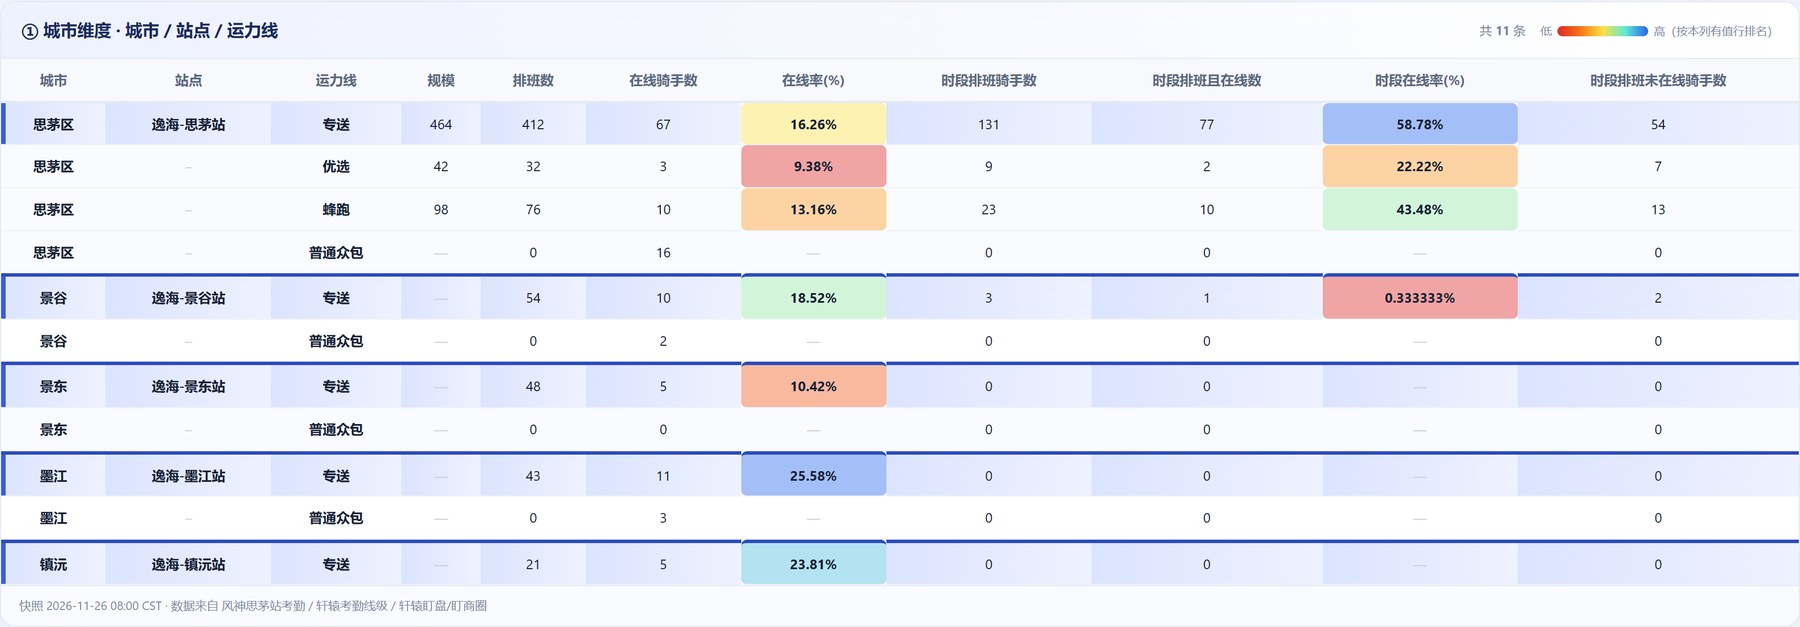 ① 城市维度 · 城市 / 站点 / 运力线
共 11 条 低 高 (按本列有值行排名)
城市 站点 运力线 规模 排班数 在线骑手数 在线率(%) 时段排班骑手数 时段排班且在线数 时段在线率(%) 时段排班未在线骑手数
思茅区 逸海-思茅站 专送 464 412 67 16.26% 131 77 58.78% 54
思茅区 – 优选 42 32 3 9.38% 9 2 22.22% 7
思茅区 – 蜂跑 98 76 10 13.16% 23 10 43.48% 13
思茅区 – 普通众包 — 0 16 — 0 0 — 0
景谷 逸海-景谷站 专送 — 54 10 18.52% 3 1 0.333333% 2
景谷 – 普通众包 — 0 2 — 0 0 — 0
景东 逸海-景东站 专送 — 48 5 10.42% 0 0 — 0
景东 – 普通众包 — 0 0 — 0 0 — 0
墨江 逸海-墨江站 专送 — 43 11 25.58% 0 0 — 0
墨江 – 普通众包 — 0 3 — 0 0 — 0
镇沅 逸海-镇沅站 专送 — 21 5 23.81% 0 0 — 0
快照 2026-11-26 08:00 CST · 数据来自 风神思茅站考勤 / 轩辕考勤线级 / 轩辕盯盘/盯商圈